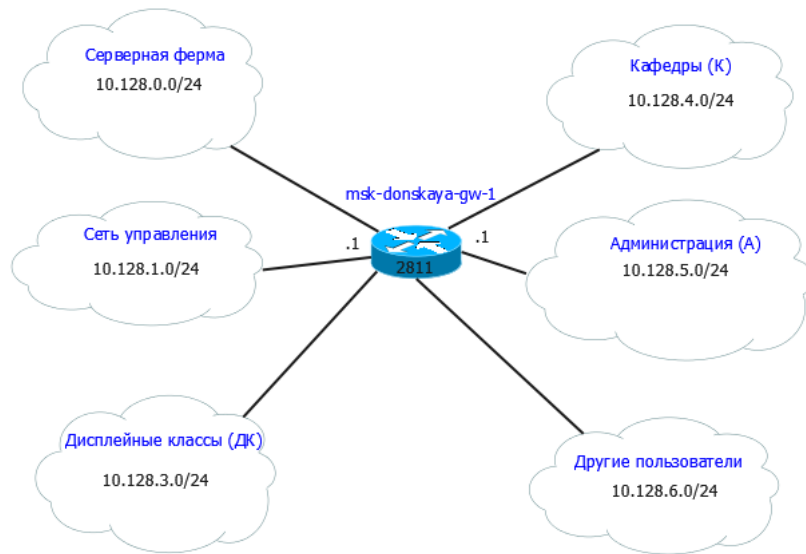 Серверная ферма
10.128.0.0/24
Кафедры (К)
10.128.4.0/24
msk-donskaya-gw-1
Сеть управления
10.128.1.0/24
.1
.1
2811
Администрация (А)
10.128.5.0/24
Дисплейные классы (ДК)
10.128.3.0/24
Другие пользователи
10.128.6.0/24